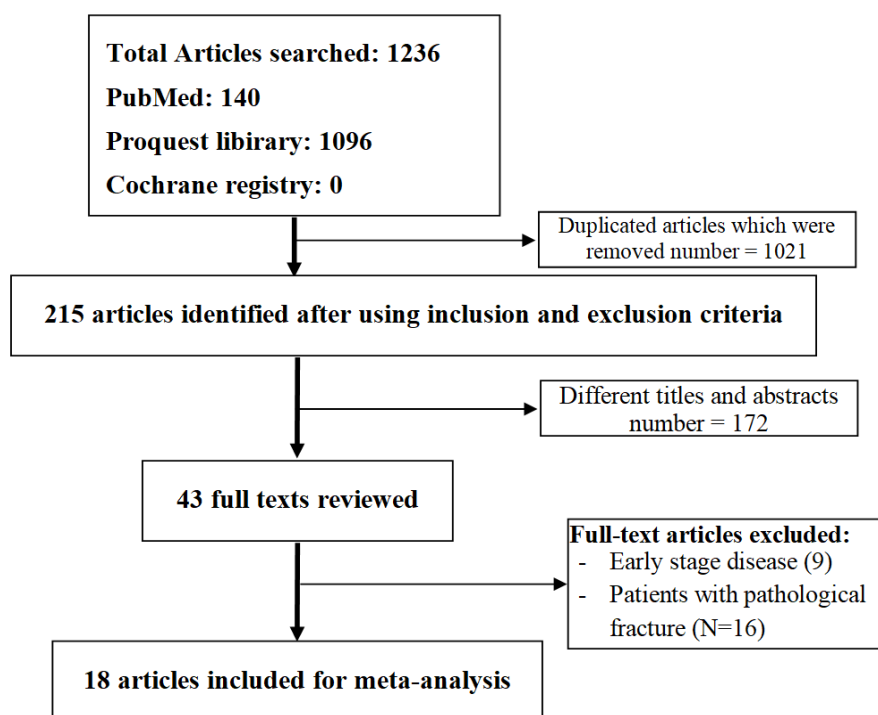 Total Articles searched: 1236
PubMed: 140
Proquest libirary: 1096
Cochrane registry: 0
Duplicated articles which were
removed number = 1021
215 articles identified after using inclusion and exclusion criteria
Different titles and abstracts
number = 172
43 full texts reviewed
Full-text articles excluded:
- Early stage disease (9)
- Patients with pathological
fracture (N=16)
18 articles included for meta-analysis